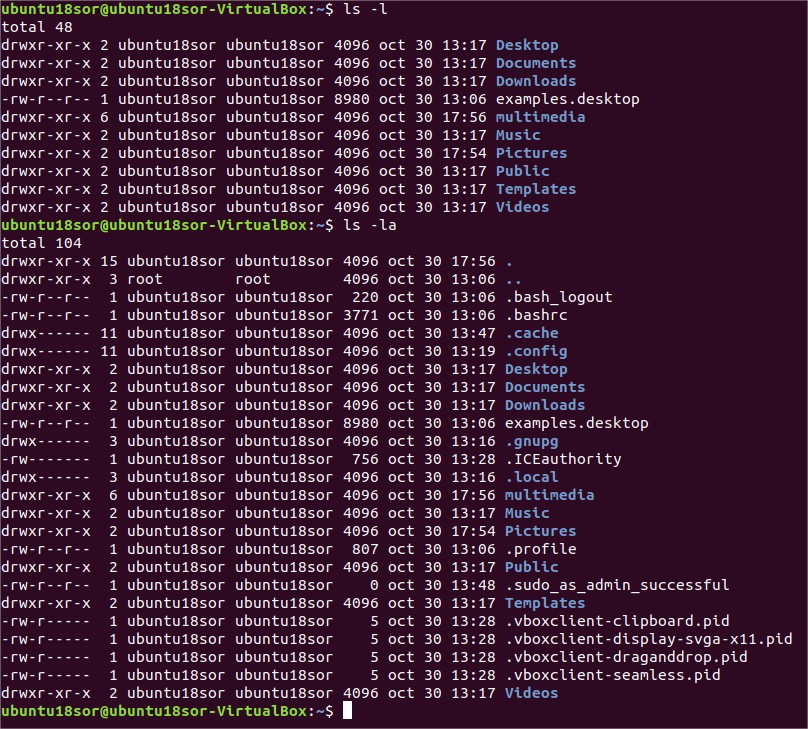 ubuntu18sor@ubuntu18sor-VirtualBox:~$ ls -l
total 48
drwxr-xr-x 2 ubuntu18sor ubuntu18sor 4096 oct 30 13:17 Desktop
drwxr-xr-x 2 ubuntu18sor ubuntu18sor 4096 oct 30 13:17 Documents
drwxr-xr-x 2 ubuntu18sor ubuntu18sor 4096 oct 30 13:17 Downloads
-rw-r--r-- 1 ubuntu18sor ubuntu18sor 8980 oct 30 13:06 examples.desktop
drwxr-xr-x 6 ubuntu18sor ubuntu18sor 4096 oct 30 17:56 multimedia
drwxr-xr-x 2 ubuntu18sor ubuntu18sor 4096 oct 30 13:17 Music
drwxr-xr-x 2 ubuntu18sor ubuntu18sor 4096 oct 30 17:54 Pictures
drwxr-xr-x 2 ubuntu18sor ubuntu18sor 4096 oct 30 13:17 Public
drwxr-xr-x 2 ubuntu18sor ubuntu18sor 4096 oct 30 13:17 Templates
drwxr-xr-x 2 ubuntu18sor ubuntu18sor 4096 oct 30 13:17 Videos
ubuntu18sor@ubuntu18sor-VirtualBox:~$ ls -la
total 104
drwxr-xr-x 15 ubuntu18sor ubuntu18sor 4096 oct 30 17:56 .
drwxr-xr-x  3 root        root        4096 oct 30 13:06 ..
-rw-r--r--  1 ubuntu18sor ubuntu18sor  220 oct 30 13:06 .bash_logout
-rw-r--r--  1 ubuntu18sor ubuntu18sor 3771 oct 30 13:06 .bashrc
drwx------ 11 ubuntu18sor ubuntu18sor 4096 oct 30 13:47 .cache
drwx------ 11 ubuntu18sor ubuntu18sor 4096 oct 30 13:19 .config
drwxr-xr-x  2 ubuntu18sor ubuntu18sor 4096 oct 30 13:17 Desktop
drwxr-xr-x  2 ubuntu18sor ubuntu18sor 4096 oct 30 13:17 Documents
drwxr-xr-x  2 ubuntu18sor ubuntu18sor 4096 oct 30 13:17 Downloads
-rw-r--r--  1 ubuntu18sor ubuntu18sor 8980 oct 30 13:06 examples.desktop
drwx------  3 ubuntu18sor ubuntu18sor 4096 oct 30 13:16 .gnupg
-rw-------  1 ubuntu18sor ubuntu18sor  756 oct 30 13:28 .ICEauthority
drwx------  3 ubuntu18sor ubuntu18sor 4096 oct 30 13:16 .local
drwxr-xr-x  6 ubuntu18sor ubuntu18sor 4096 oct 30 17:56 multimedia
drwxr-xr-x  2 ubuntu18sor ubuntu18sor 4096 oct 30 13:17 Music
drwxr-xr-x  2 ubuntu18sor ubuntu18sor 4096 oct 30 17:54 Pictures
-rw-r--r--  1 ubuntu18sor ubuntu18sor  807 oct 30 13:06 .profile
drwxr-xr-x  2 ubuntu18sor ubuntu18sor 4096 oct 30 13:17 Public
-rw-r--r--  1 ubuntu18sor ubuntu18sor    0 oct 30 13:48 .sudo_as_admin_successful
drwxr-xr-x  2 ubuntu18sor ubuntu18sor 4096 oct 30 13:17 Templates
-rw-r-----  1 ubuntu18sor ubuntu18sor    5 oct 30 13:28 .vboxclient-clipboard.pid
-rw-r-----  1 ubuntu18sor ubuntu18sor    5 oct 30 13:28 .vboxclient-display-svga-x11.pid
-rw-r-----  1 ubuntu18sor ubuntu18sor    5 oct 30 13:28 .vboxclient-draganddrop.pid
-rw-r-----  1 ubuntu18sor ubuntu18sor    5 oct 30 13:28 .vboxclient-seamless.pid
drwxr-xr-x  2 ubuntu18sor ubuntu18sor 4096 oct 30 13:17 Videos
ubuntu18sor@ubuntu18sor-VirtualBox:~$